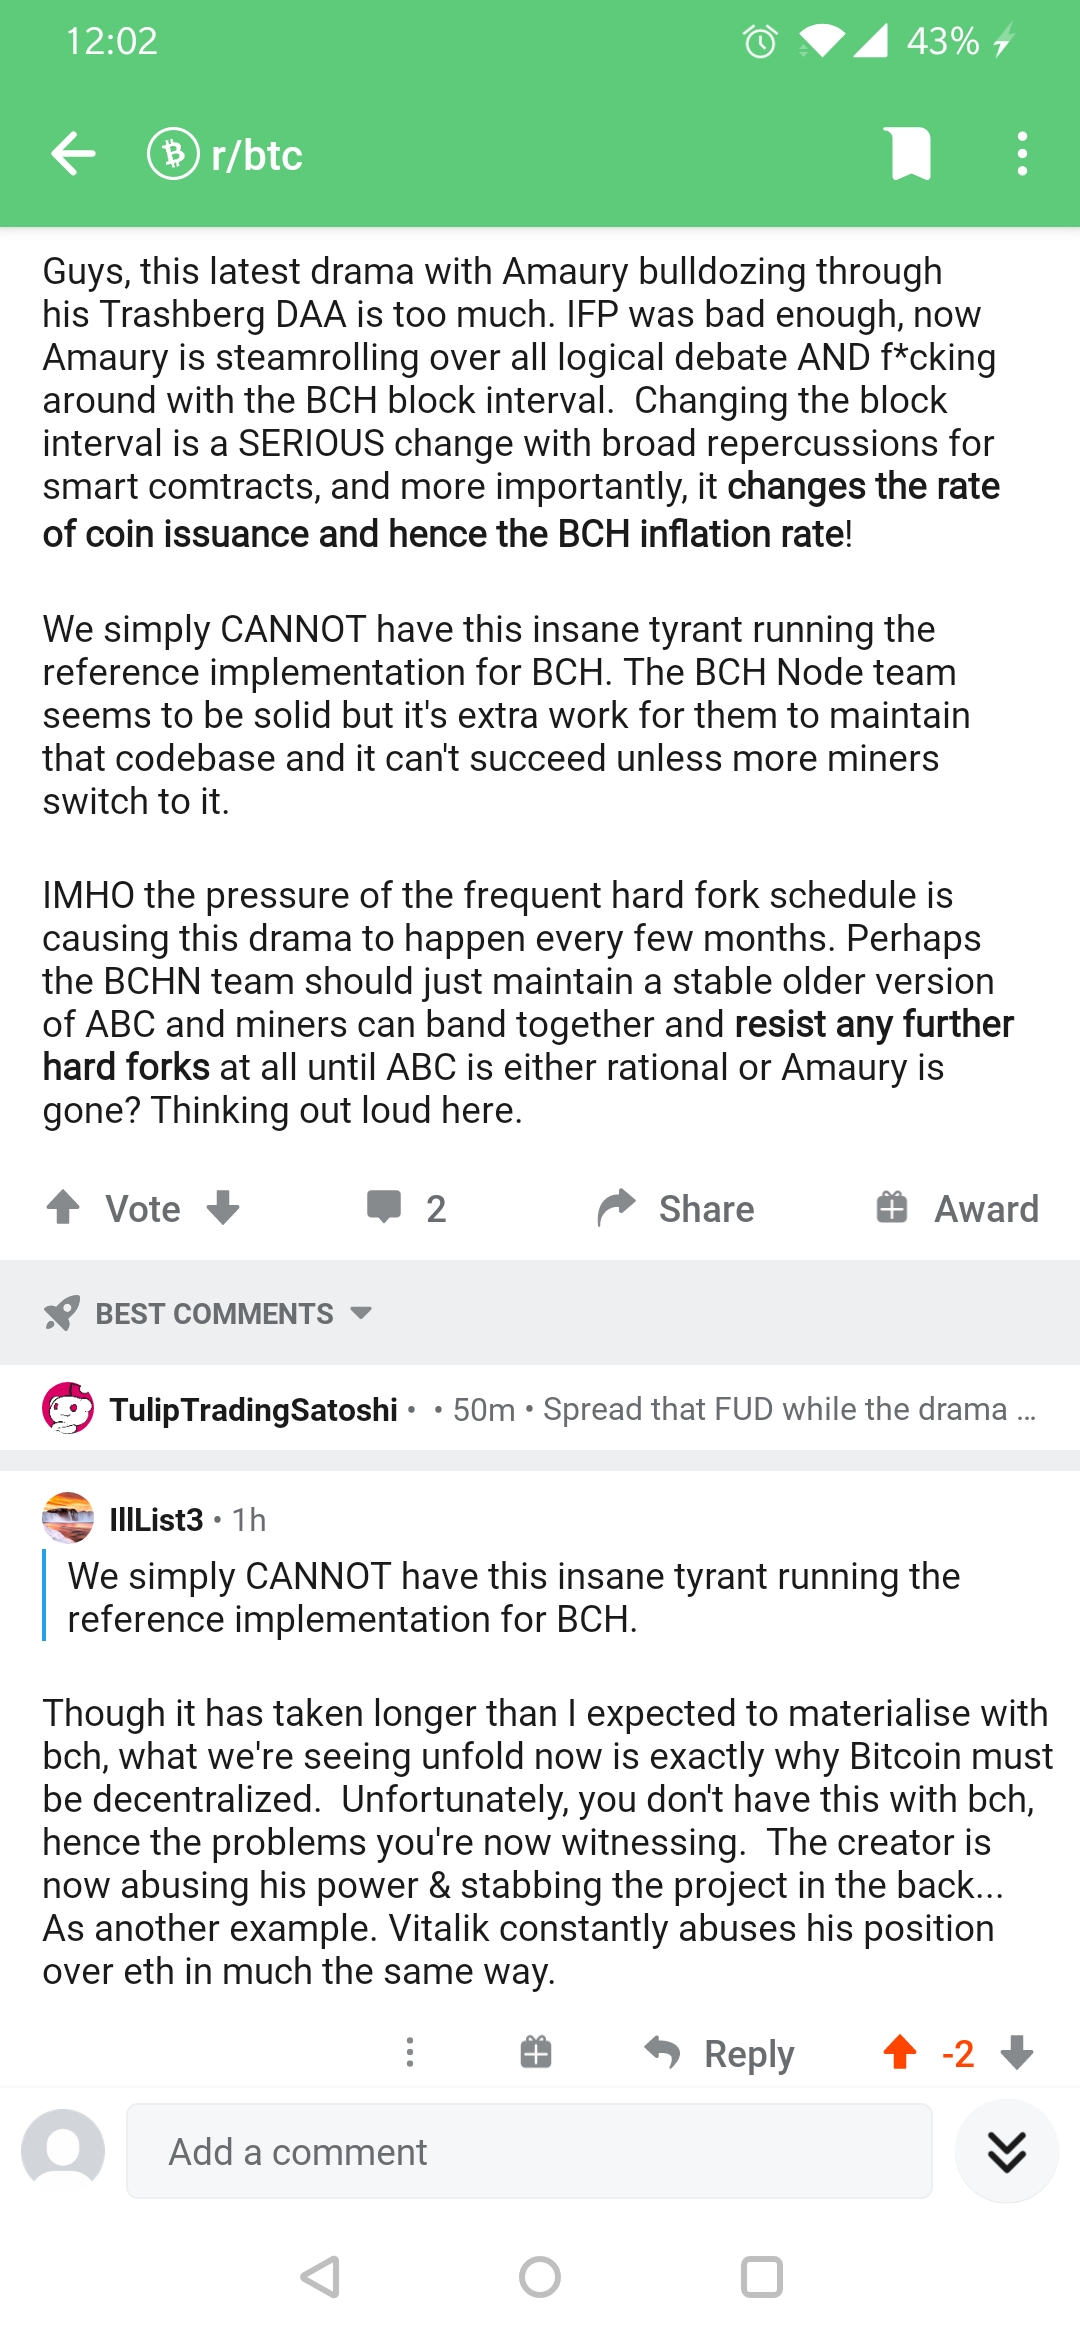 12:02
43%
r/btc
Guys, this latest drama with Amaury bulldozing through
his Trashberg DAA is too much. IFP was bad enough, now
Amaury is steamrolling over all logical debate AND f*cking
around with the BCH block interval.  Changing the block
interval is a SERIOUS change with broad repercussions for
smart comtracts, and more importantly, it changes the rate
of coin issuance and hence the BCH inflation rate!
We simply CANNOT have this insane tyrant running the
reference implementation for BCH. The BCH Node team
seems to be solid but it's extra work for them to maintain
that codebase and it can't succeed unless more miners
switch to it.
IMHO the pressure of the frequent hard fork schedule is
causing this drama to happen every few months. Perhaps
the BCHN team should just maintain a stable older version
of ABC and miners can band together and resist any further
hard forks at all until ABC is either rational or Amaury is
gone? Thinking out loud here.
Vote
2
Share
Award
BEST COMMENTS
TulipTradingSatoshi • • 50m • Spread that FUD while the drama ...
IllList3 • 1h
We simply CANNOT have this insane tyrant running the
reference implementation for BCH.
Though it has taken longer than I expected to materialise with
bch, what we're seeing unfold now is exactly why Bitcoin must
be decentralized.  Unfortunately, you don't have this with bch,
hence the problems you're now witnessing.  The creator is
now abusing his power & stabbing the project in the back...
As another example. Vitalik constantly abuses his position
over eth in much the same way.
Reply
-2
Add a comment